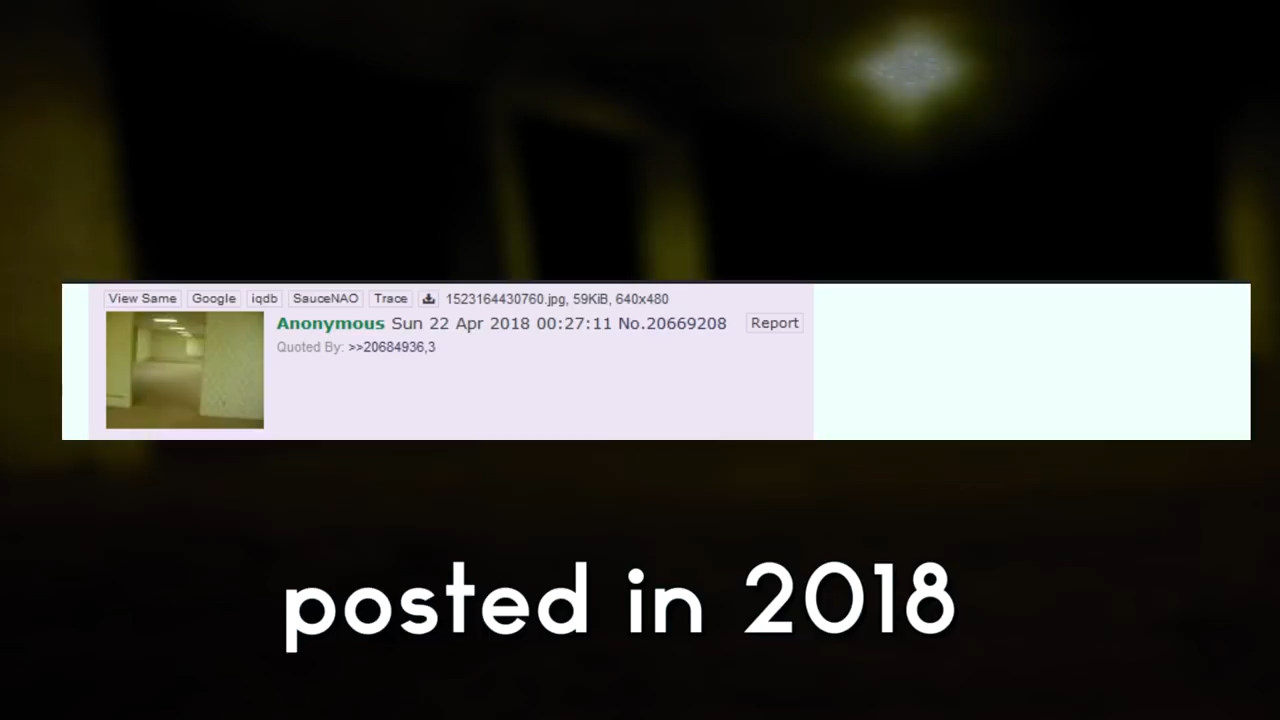 View Same Google iqdb SauceNAO Trace 1523164430760.jpg, 59KiB, 640x480
Anonymous Sun 22 Apr 2018 00:27:11 No.20669208 Report
Quoted By: >>20684936,3
posted in 2018